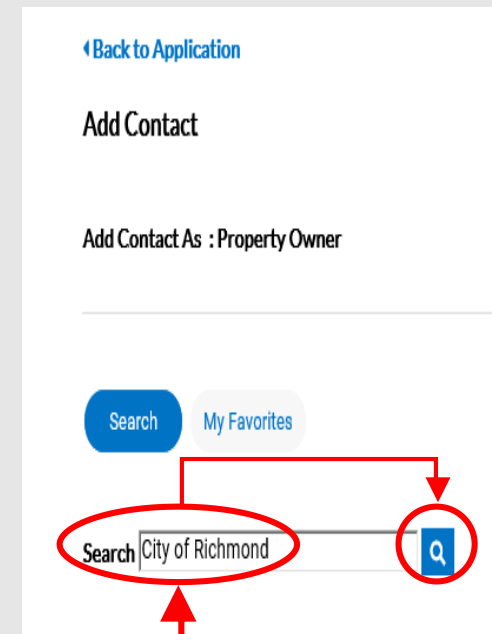 Back to Application
Add Contact
Add Contact As : Property Owner
Search My Favorites
Search City of Richmond